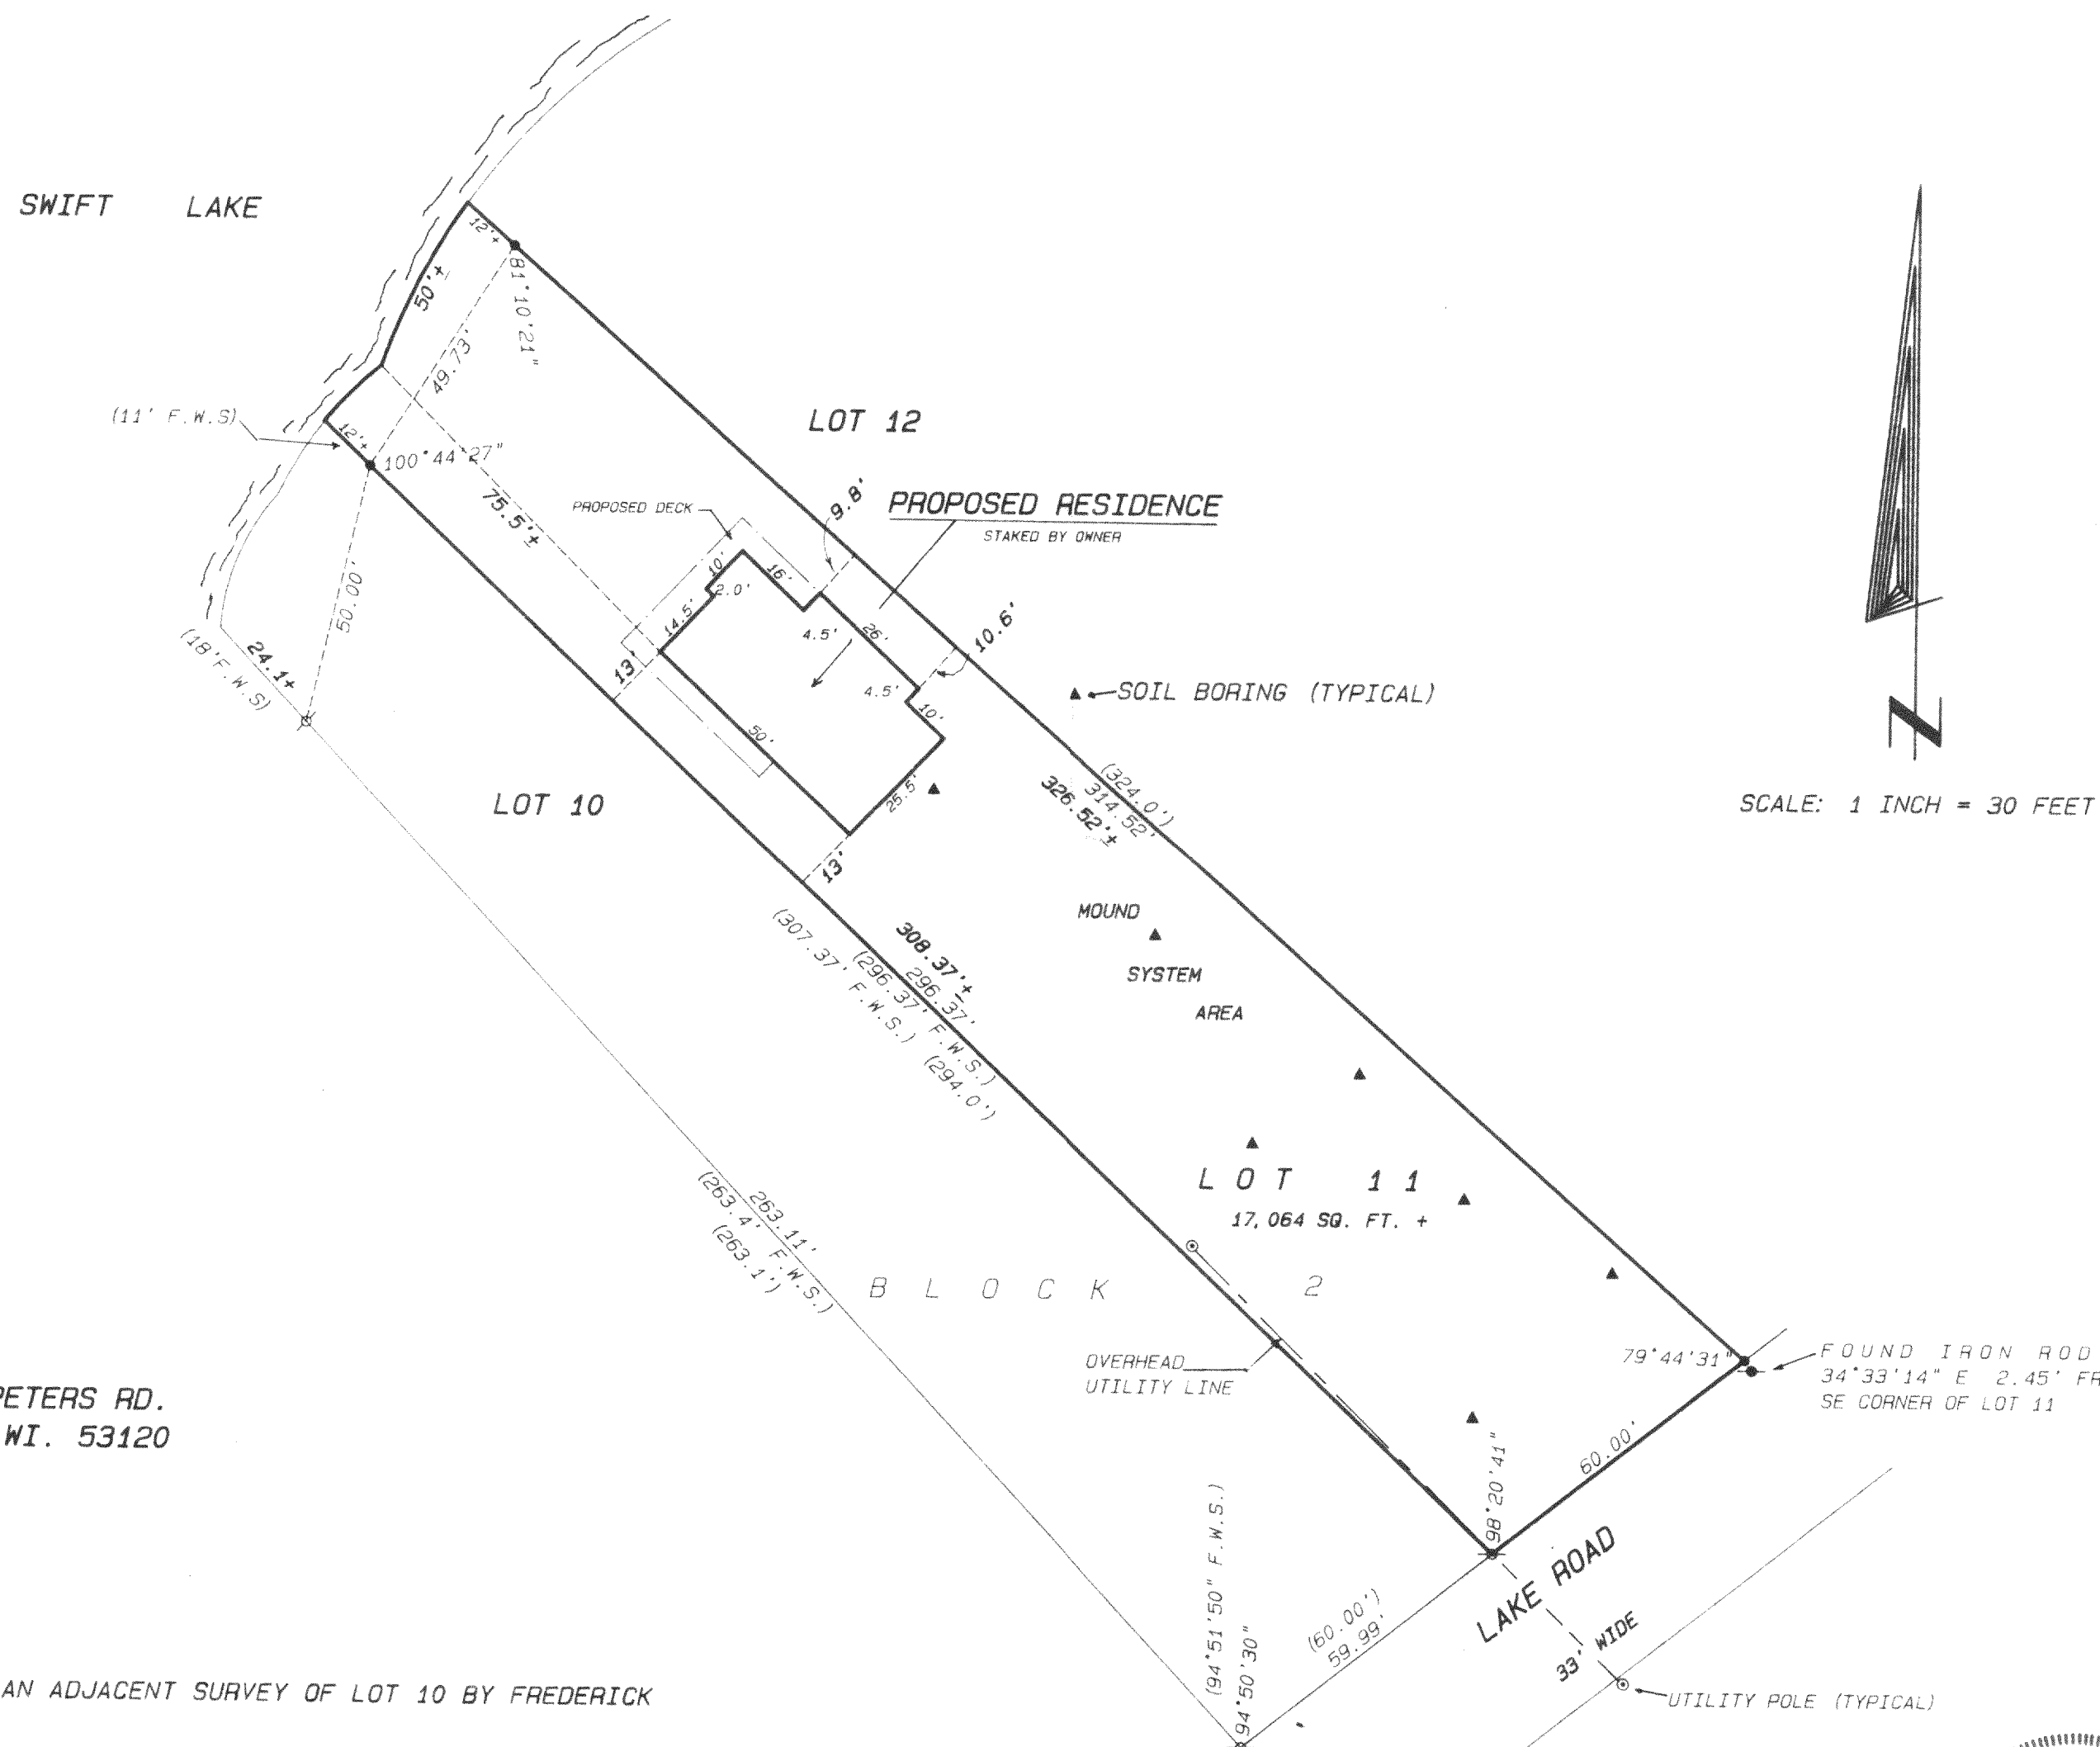 SWIFT LAKE
12'±
50'±
81°10'21"
49.73'
(11' F.W.S)
12'±
100°44'27"
75.5'±
50.00'
24.1±
(18' F.W.S)
LOT 12
PROPOSED DECK
9.8'
PROPOSED RESIDENCE
STAKED BY OWNER
10'
16'
2.0'
14.5'
4.5'
26'
10.6'
13'
4.5'
10'
50'
25.5'
13'
SOIL BORING (TYPICAL)
LOT 10
(324.0')
314.52'
326.52'±
N
SCALE: 1 INCH = 30 FEET
MOUND
SYSTEM
AREA
308.37'±
296.37'
(296.37' F.W.S.)
(307.37' F.W.S.) (294.0')
LOT 11
17,064 SQ. FT. +
263.11'
(263.4' F.W.S.)
(263.1')
BLOCK 2
OVERHEAD
UTILITY LINE
79°44'31"
FOUND IRON ROD
34°33'14" E 2.45' FR
SE CORNER OF LOT 11
PETERS RD.
WI. 53120
98°20'41"
60.00'
LAKE ROAD
33' WIDE
(94°51'50" F.W.S.)
94°50'30"
(60.00')
59.99'
UTILITY POLE (TYPICAL)
AN ADJACENT SURVEY OF LOT 10 BY FREDERICK